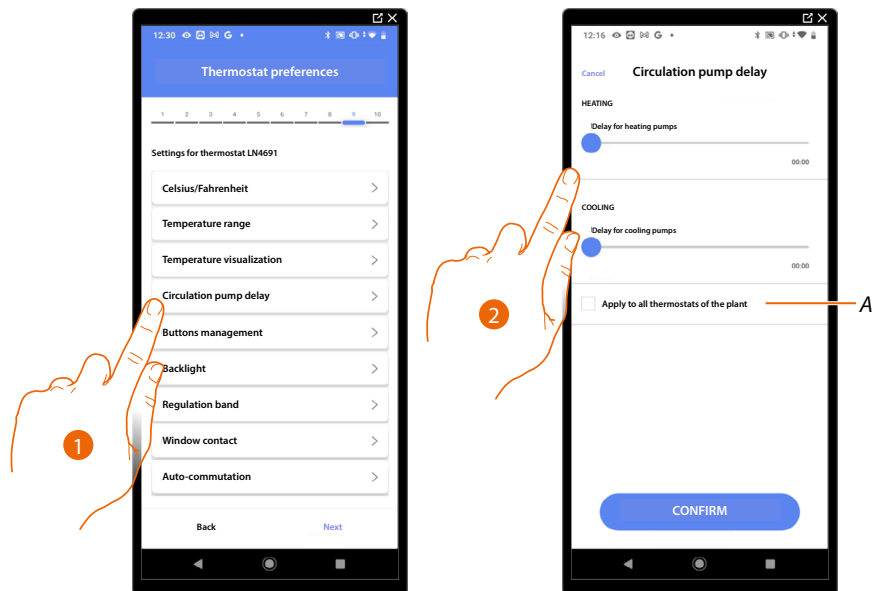 12:30 G
Thermostat preferences
1 2 3 4 5 6 7 8 9 10
Settings for thermostat LN4691
Celsius/Fahrenheit
Temperature range
Temperature visualization
Circulation pump delay
Buttons management
Backlight
Regulation band
Window contact
Auto-commutation
Back Next
1
12:16 G
Cancel Circulation pump delay
HEATING
Delay for heating pumps
00:00
COOLING
Delay for cooling pumps
00:00
Apply to all thermostats of the plant
A
CONFIRM
2